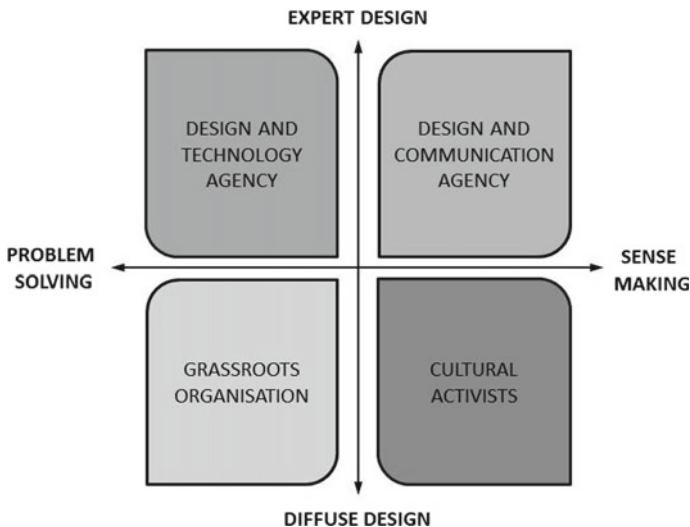 EXPERT DESIGN
DESIGN AND
TECHNOLOGY
AGENCY
DESIGN AND
COMMUNICATION
AGENCY
PROBLEM
SOLVING
SENSE
MAKING
GRASSROOTS
ORGANISATION
CULTURAL
ACTIVISTS
DIFFUSE DESIGN